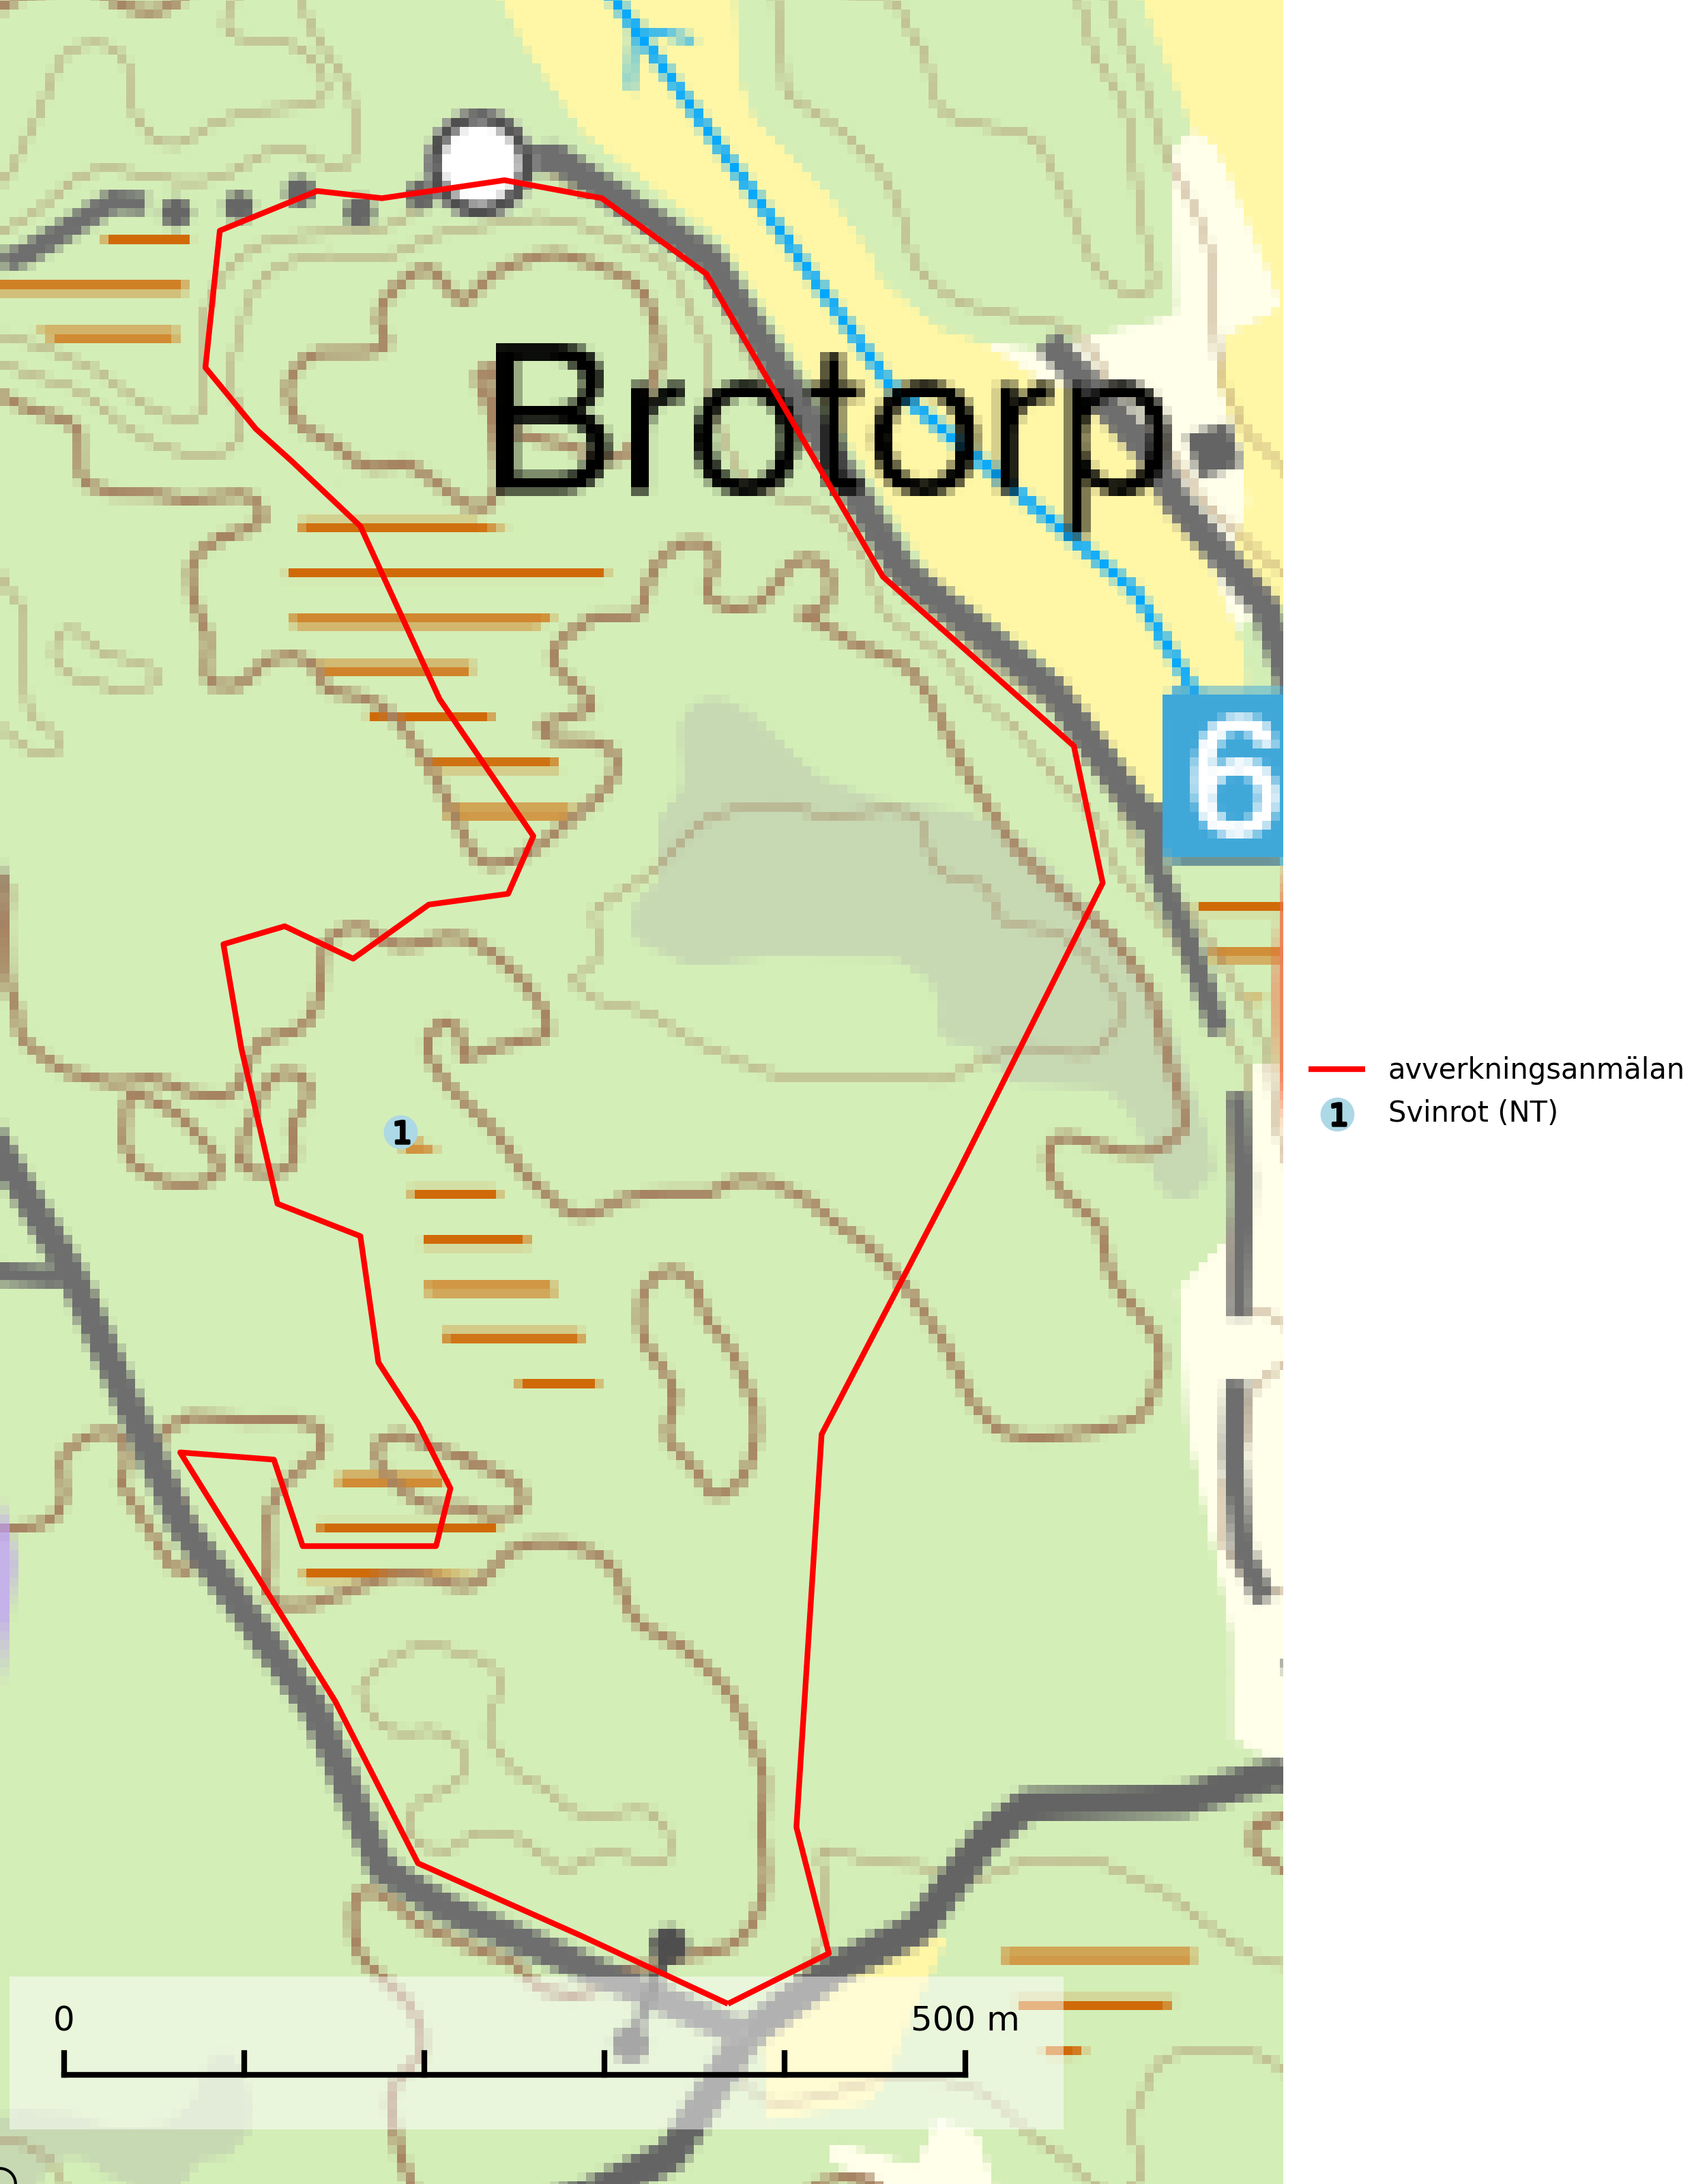 Brotorp
6
avverkningsanmälan
1 Svinrot (NT)
1
0 500 m